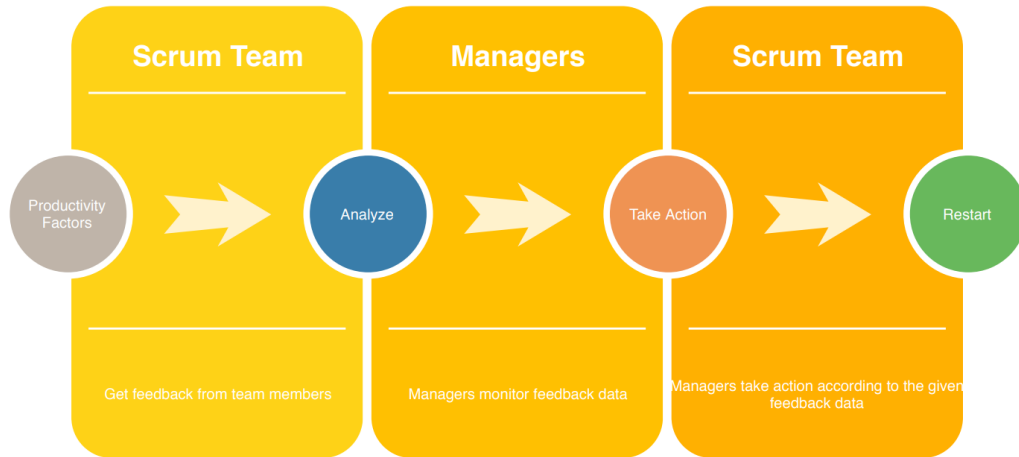 Scrum Team
Managers
Scrum Team
Productivity
Factors
Analyze
Take Action
Restart
Get feedback from team members
Managers monitor feedback data
Managers take action according to the given
feedback data